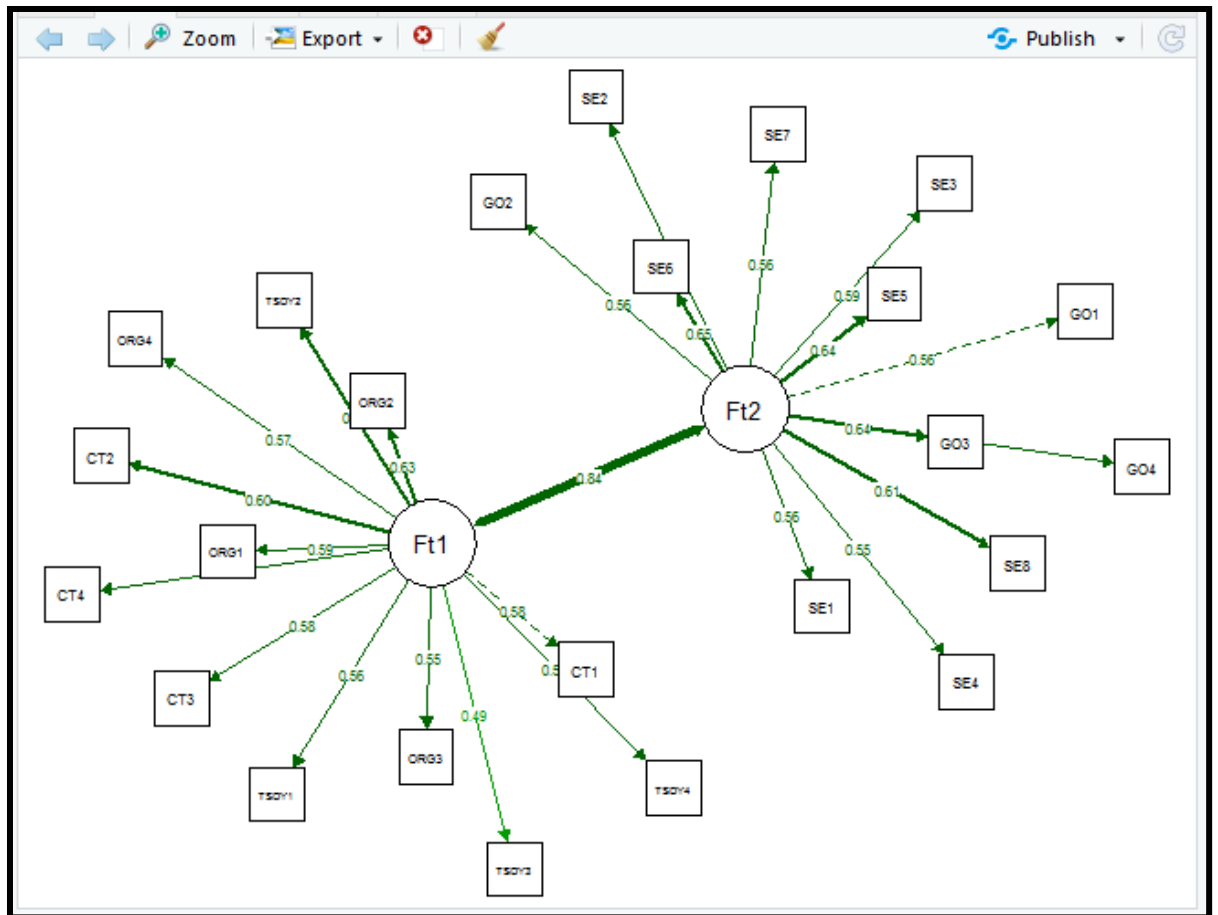 Zoom Export Publish
SE2
SE7
SE3
GO2
SE6
0.56
SE5
TSDY2
0.59
0.56
GO1
ORG4
0.65
0.64
0.56
ORG2
Ft2
0.57
0.64
GO3
CT2
0.63
GO4
0.84
0.60
0.61
0.56
Ft1
ORG1
0.59
0.55
SE8
CT4
SE1
0.58
0.58
0.55
0.56
CT1
SE4
CT3
0.49
ORG3
TSDY1
TSDY4
TSDY3